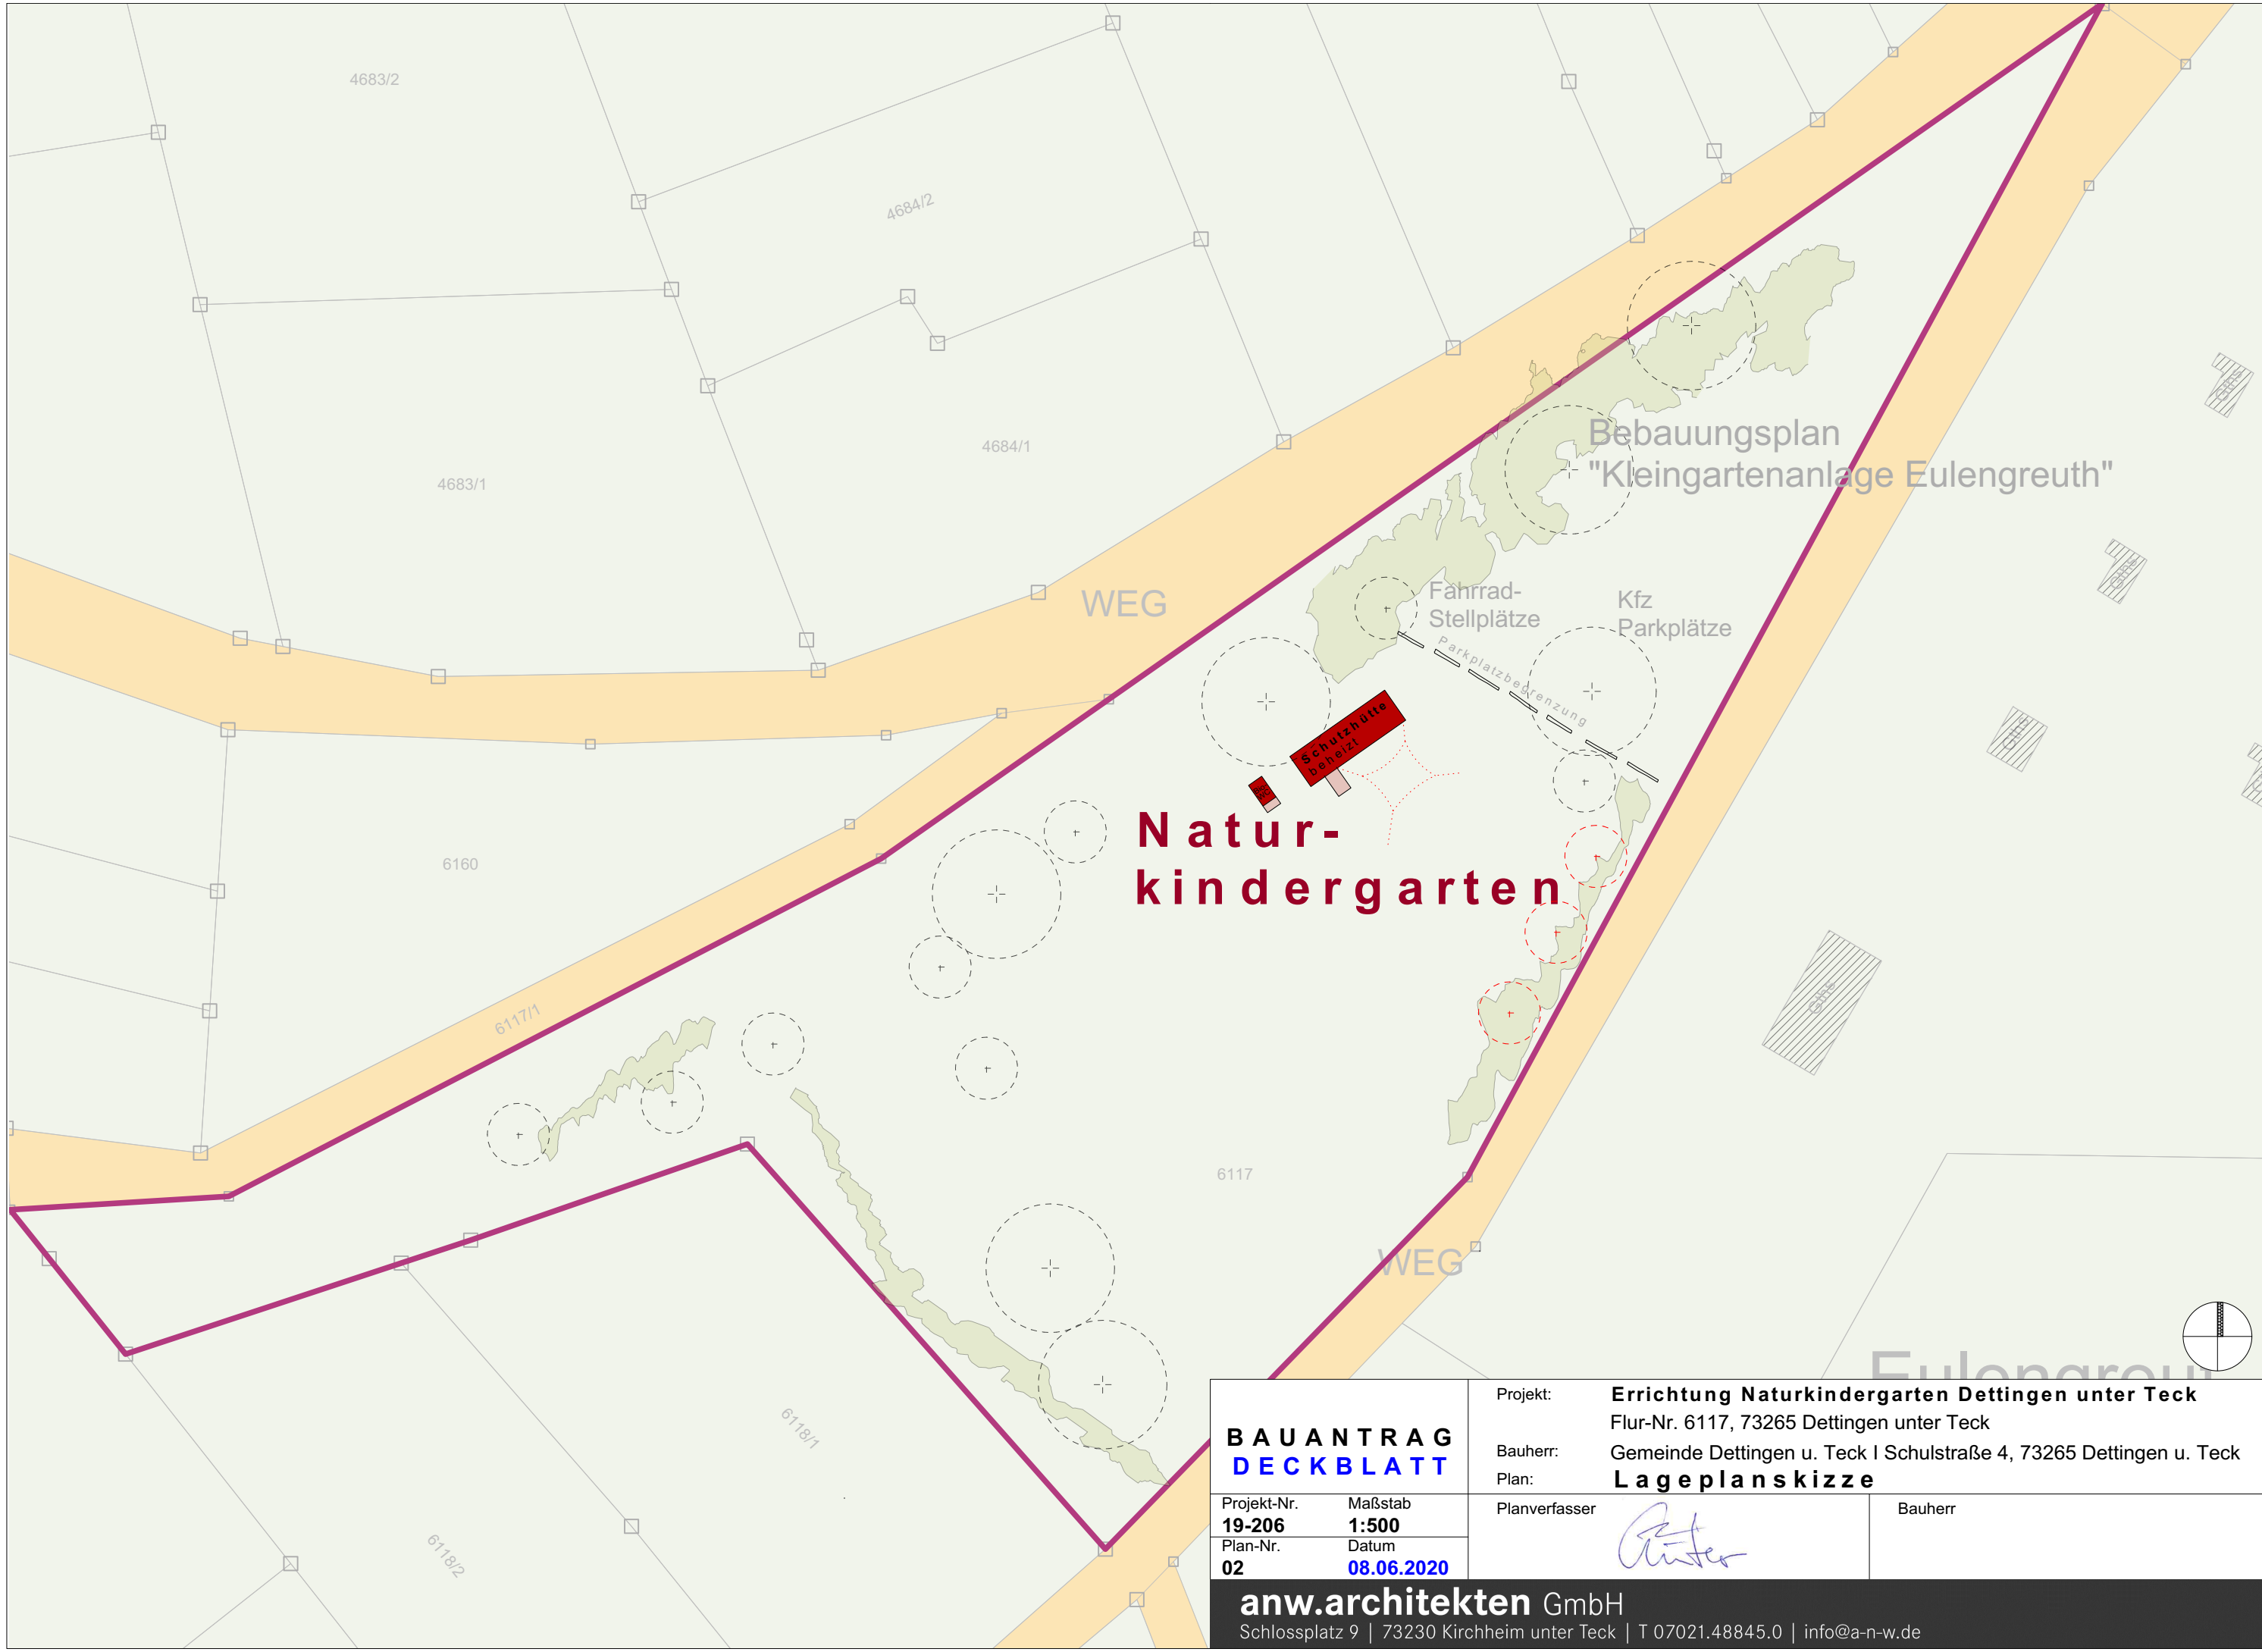 4683/2
4684/2
4683/1
4684/1
WEG
Bebauungsplan
"Kleingartenanlage Eulengreuth"
Fahrrad-
Stellplätze
Kfz
Parkplätze
Parkplatzbegrenzung
Schutzhütte
beheizt
Natur-
kindergarten
6160
6117/1
6117
WEG
6118/1
6118/2
Ghs
Ghs
Ghs
Ghs
BAUANTRAG
DECKBLATT
Projekt-Nr.
19-206
Maßstab
1:500
Plan-Nr.
02
Datum
08.06.2020
Projekt:
Errichtung Naturkindergarten Dettingen unter Teck
Flur-Nr. 6117, 73265 Dettingen unter Teck
Bauherr:
Gemeinde Dettingen u. Teck I Schulstraße 4, 73265 Dettingen u. Teck
Plan:
Lageplanskizze
Planverfasser
Bauherr
anw.architekten GmbH
Schlossplatz 9 | 73230 Kirchheim unter Teck | T 07021.48845.0 | info@a-n-w.de